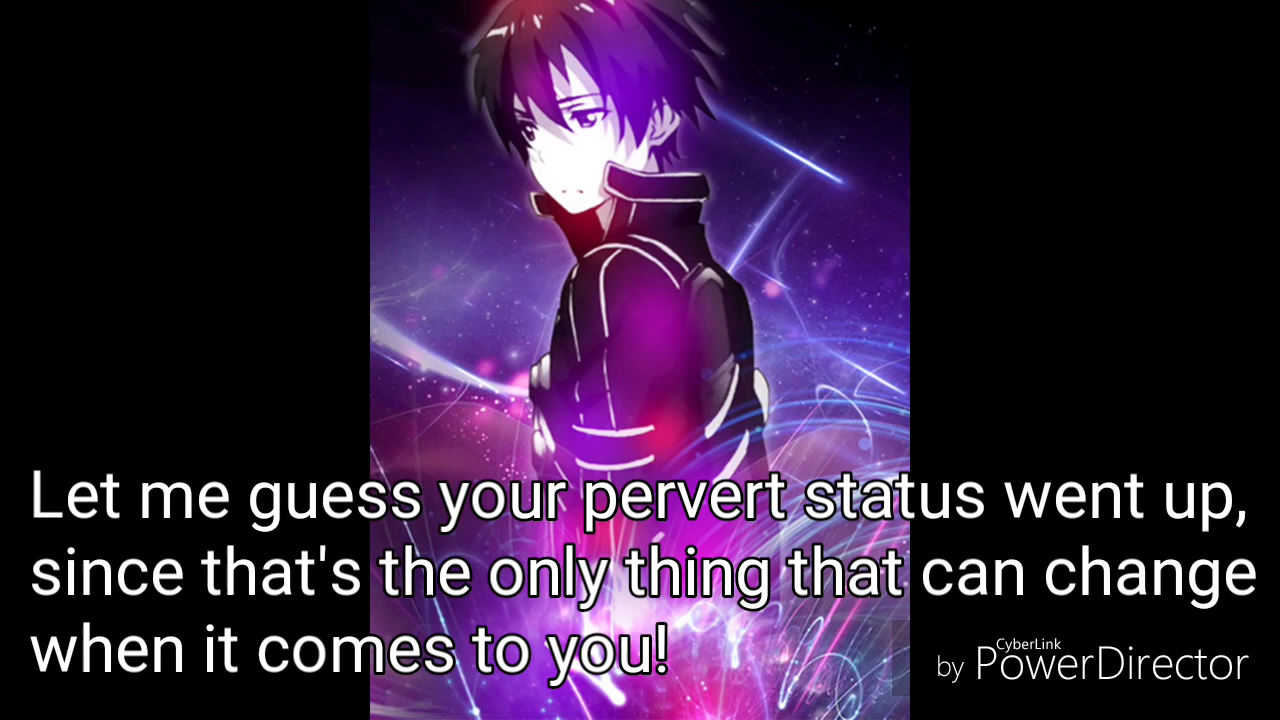 Let me guess your pervert status went up,
since that's the only thing that can change
when it comes to you!
CyberLink
by PowerDirector